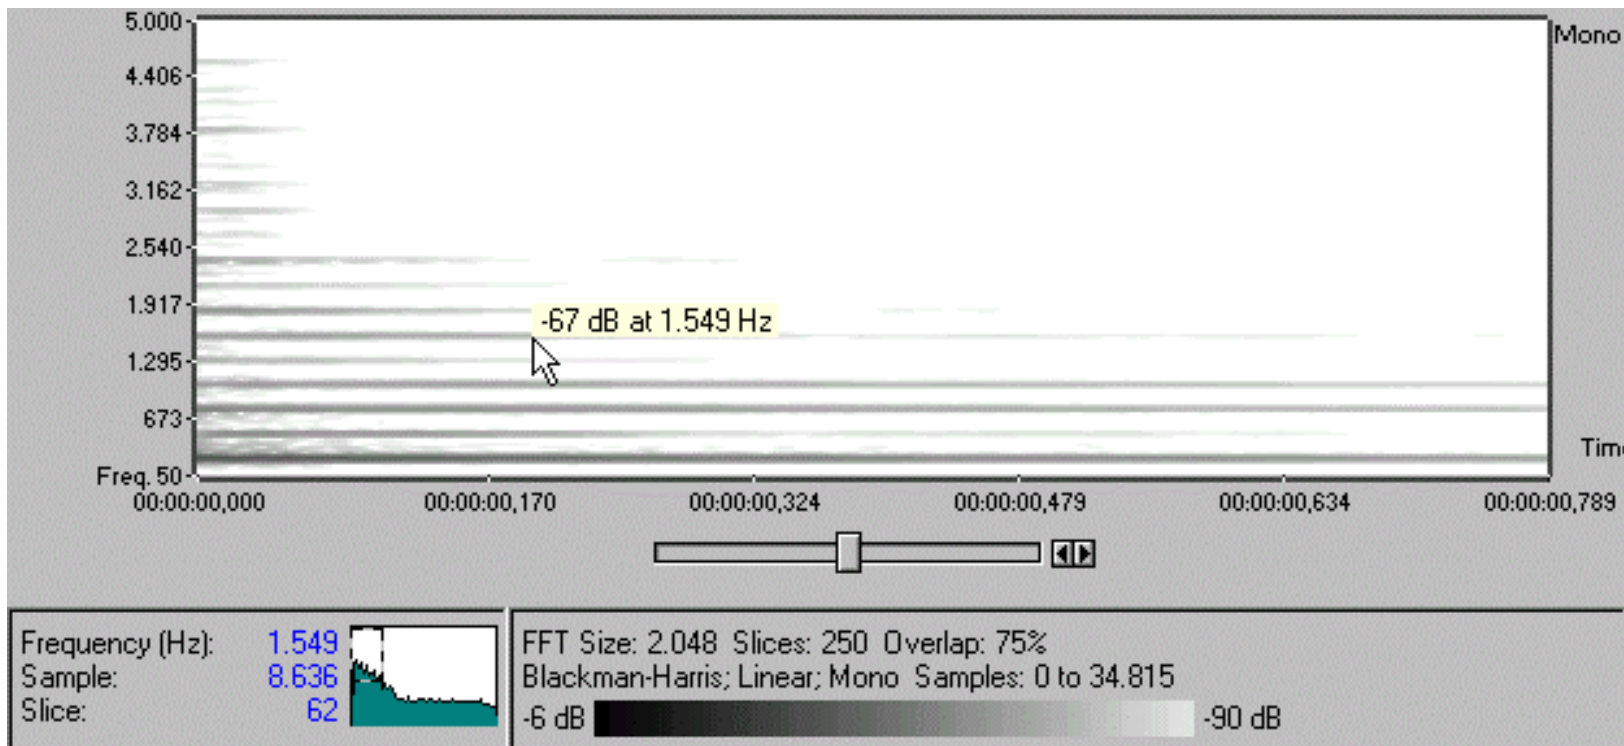 5.000
Mono
4.406
3.784
3.162
2.540
1.917
-67 dB at 1.549 Hz
1.295
673
Freq. 50
00:00:00,000 00:00:00,170 00:00:00,324 00:00:00,479 00:00:00,634 00:00:00,789
Frequency (Hz): 1.549
Sample: 8.636
Slice: 62
FFT Size: 2.048 Slices: 250 Overlap: 75%
Blackman-Harris; Linear; Mono Samples: 0 to 34.815
-6 dB -90 dB